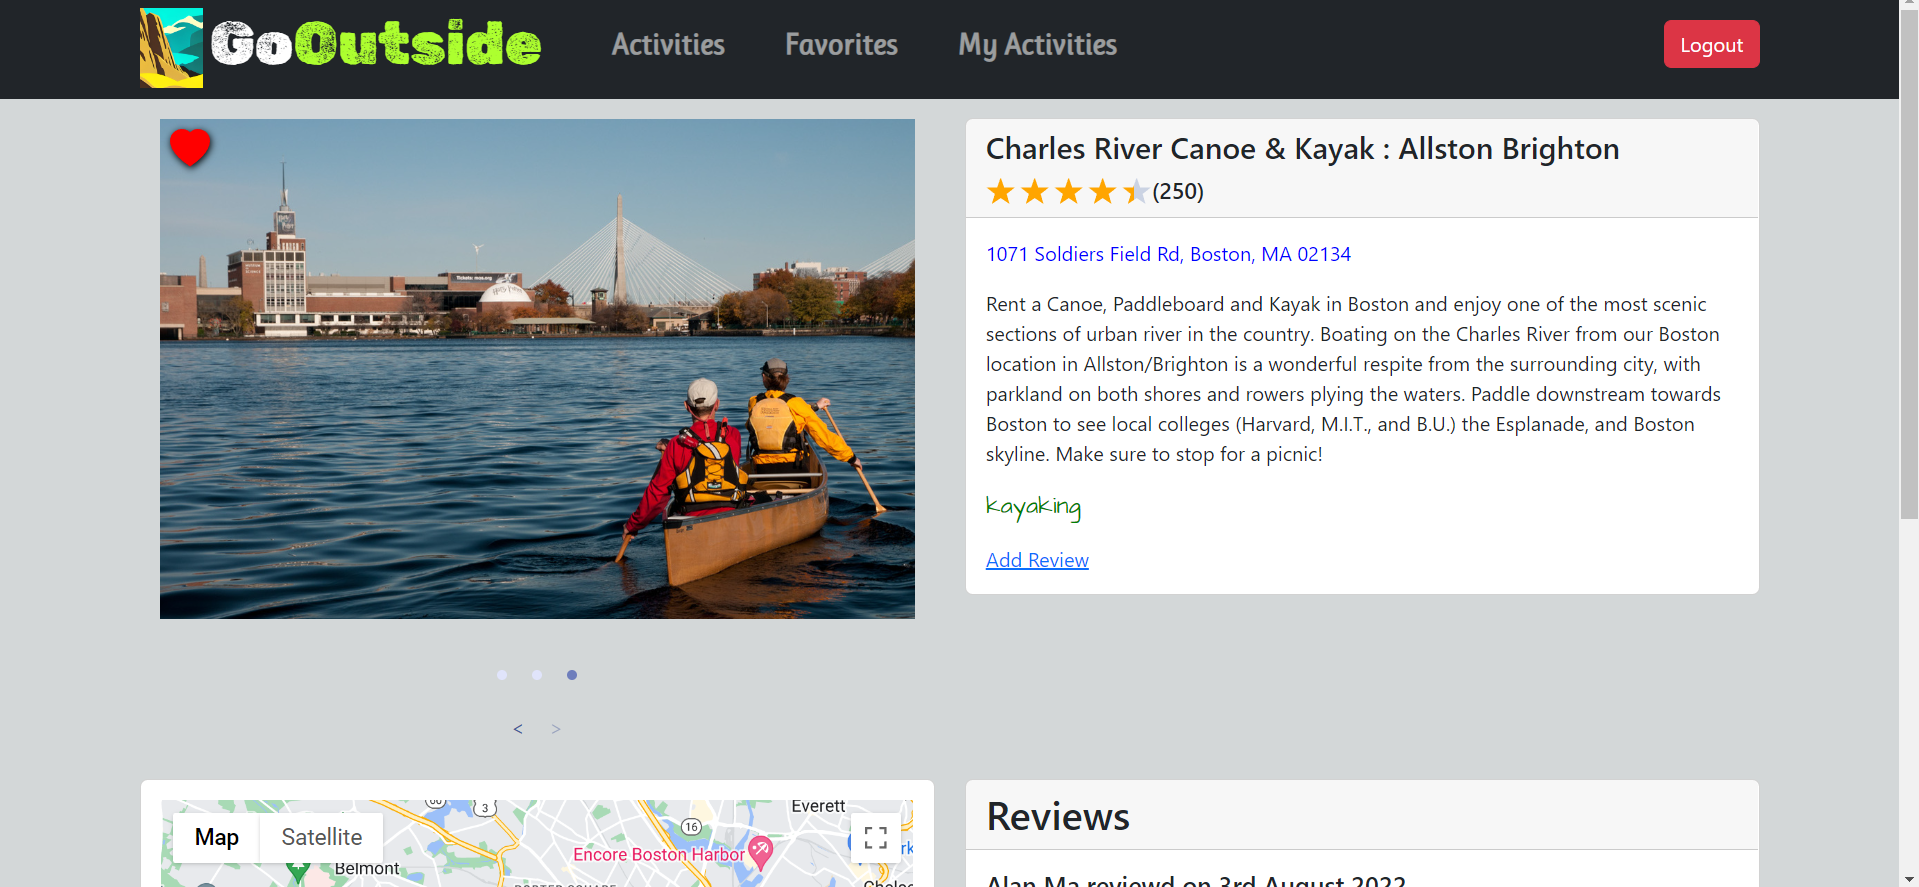 GoOutside
Activities
Favorites
My Activities
Logout
Charles River Canoe & Kayak : Allston Brighton
(250)
1071 Soldiers Field Rd, Boston, MA 02134
Rent a Canoe, Paddleboard and Kayak in Boston and enjoy one of the most scenic
sections of urban river in the country. Boating on the Charles River from our Boston
location in Allston/Brighton is a wonderful respite from the surrounding city, with
parkland on both shores and rowers plying the waters. Paddle downstream towards
Boston to see local colleges (Harvard, M.I.T., and B.U.) the Esplanade, and Boston
skyline. Make sure to stop for a picnic!
kayaking
Add Review
< >
Map
Satellite
3
16
Everett
Encore Boston Harbor
Belmont
Reviews
Alan Ma reviewd on 3rd August 2022